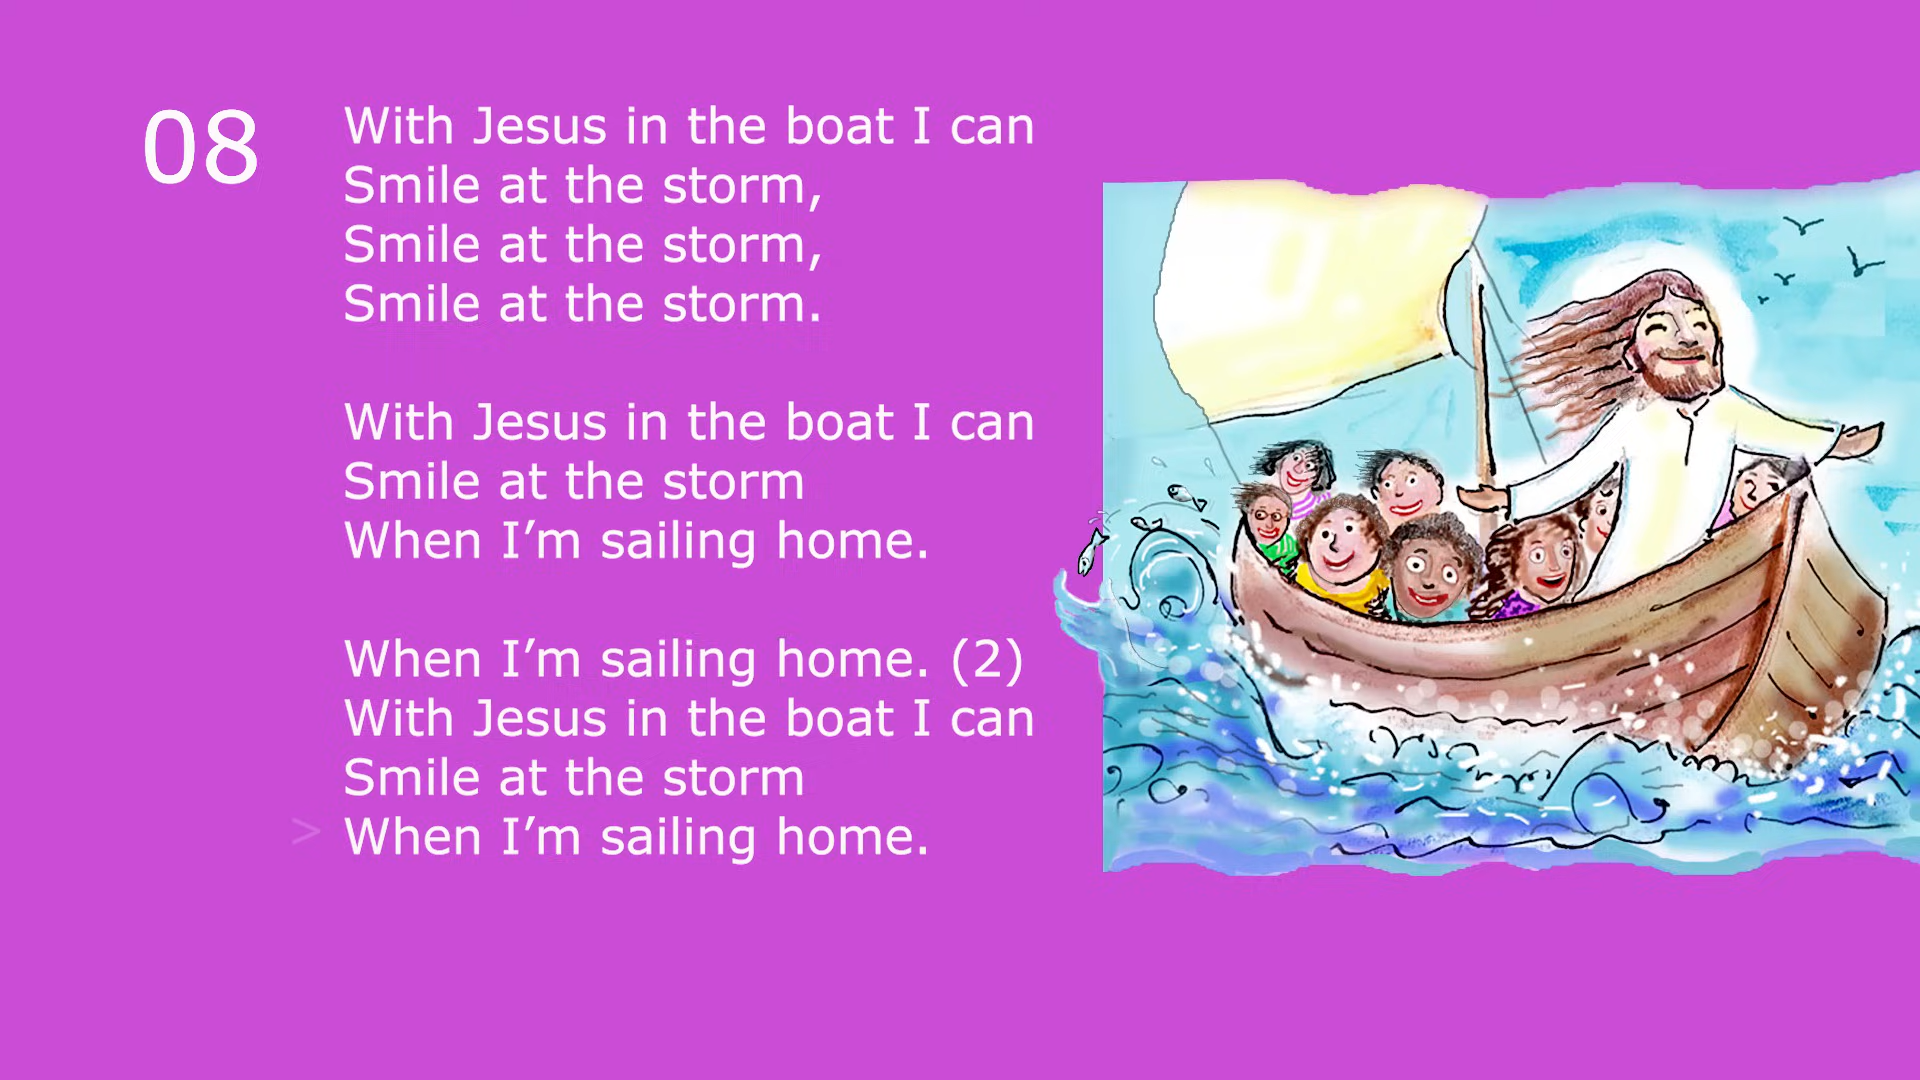 08
With Jesus in the boat I can
Smile at the storm,
Smile at the storm,
Smile at the storm.
With Jesus in the boat I can
Smile at the storm
When I’m sailing home.
When I’m sailing home. (2)
With Jesus in the boat I can
Smile at the storm
> When I’m sailing home.